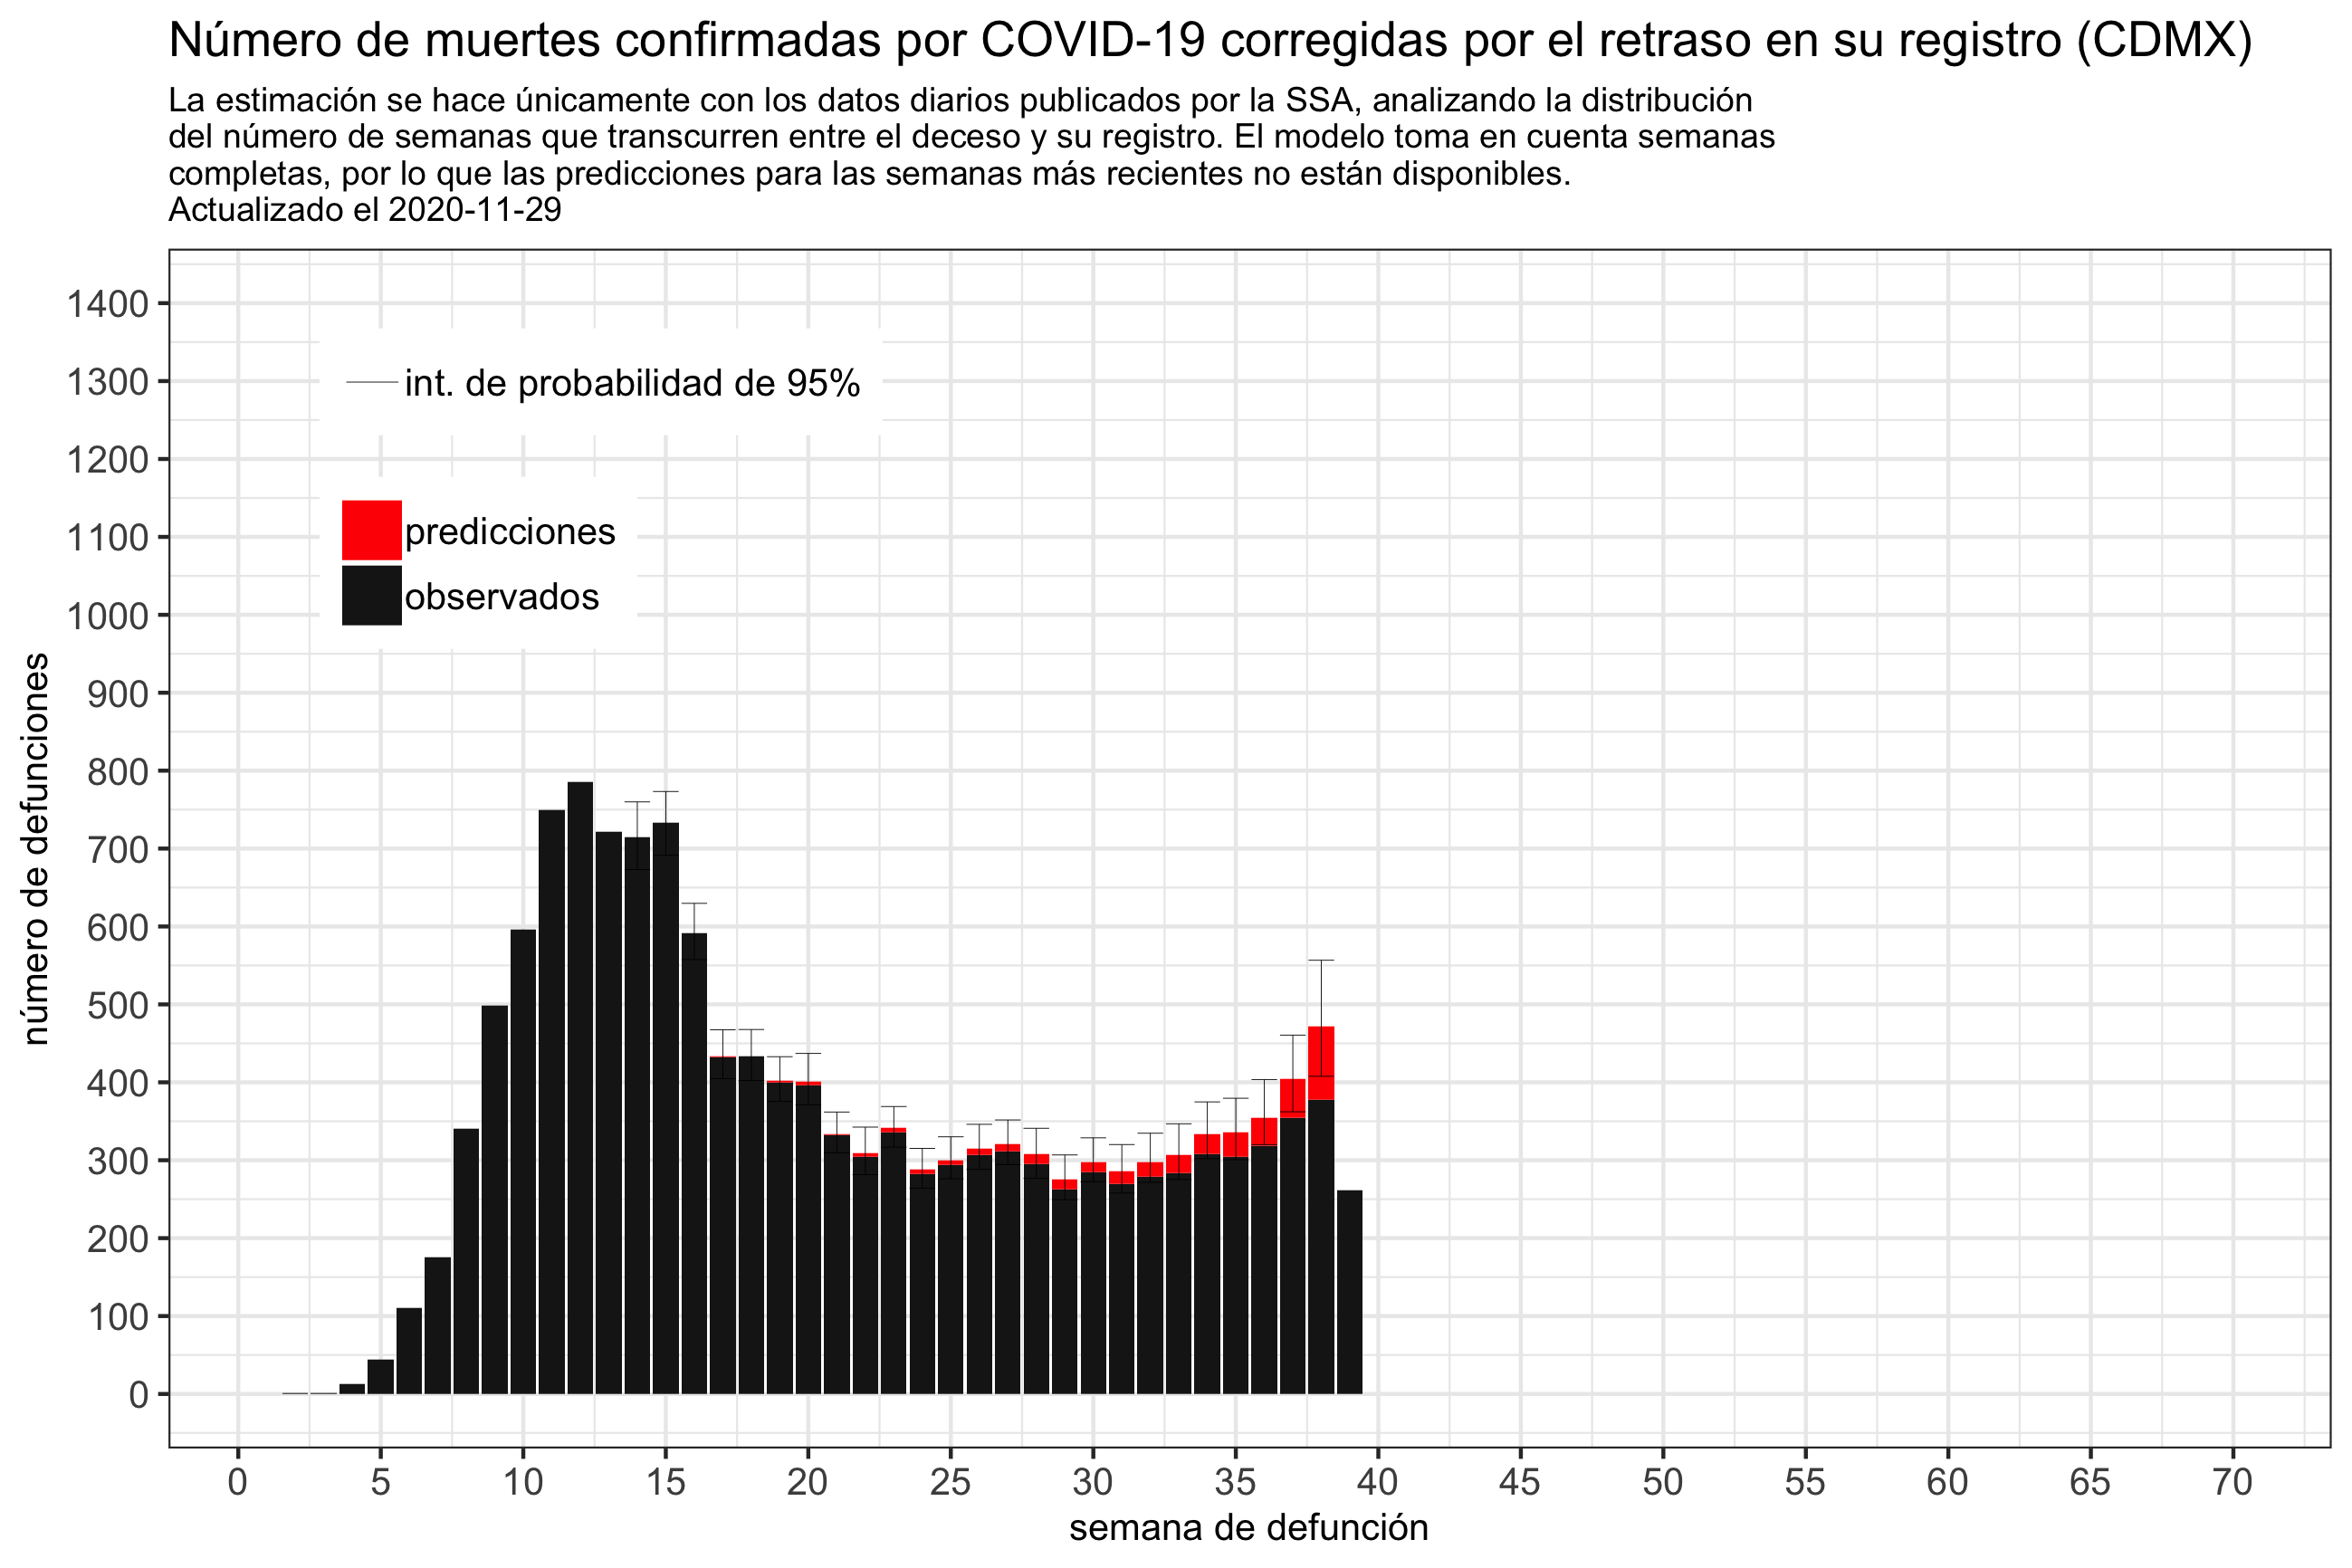 Número de muertes confirmadas por COVID-19 corregidas por el retraso en su registro (CDMX)
La estimación se hace únicamente con los datos diarios publicados por la SSA, analizando la distribución
del número de semanas que transcurren entre el deceso y su registro. El modelo toma en cuenta semanas
completas, por lo que las predicciones para las semanas más recientes no están disponibles.
Actualizado el 2020-11-29
1400
1300
1200
1100
1000
900
800
700
600
500
400
300
200
100
0
número de defunciones
int. de probabilidad de 95%
predicciones
observados
0 5 10 15 20 25 30 35 40 45 50 55 60 65 70
semana de defunción